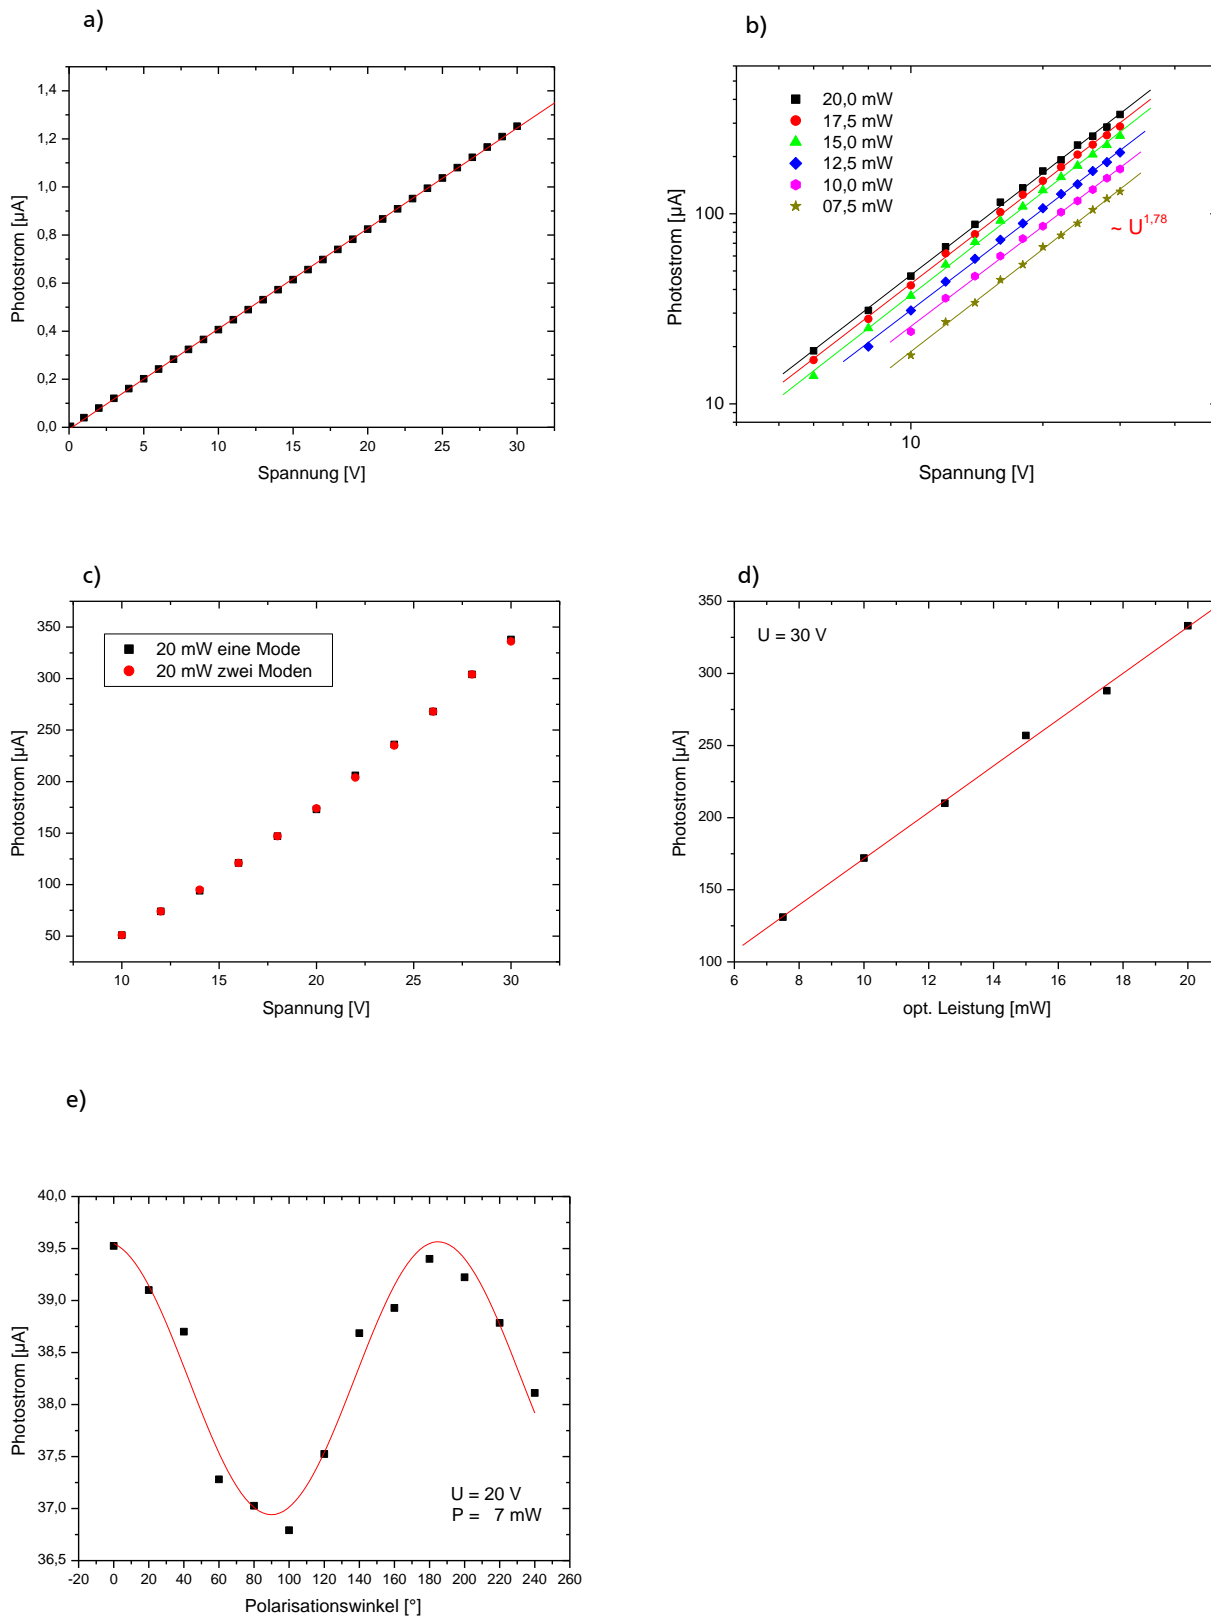 a)
1,4
1,2
1,0
0,8
0,6
0,4
0,2
0,0
0 5 10 15 20 25 30
Photostrom [µA]
Spannung [V]
b)
20,0 mW
17,5 mW
15,0 mW
12,5 mW
10,0 mW
07,5 mW
~ U^1,78
100
10
10
Photostrom [µA]
Spannung [V]
c)
20 mW eine Mode
20 mW zwei Moden
350
300
250
200
150
100
50
10 15 20 25 30
Photostrom [µA]
Spannung [V]
d)
U = 30 V
350
300
250
200
150
100
6 8 10 12 14 16 18 20
Photostrom [µA]
opt. Leistung [mW]
e)
40,0
39,5
39,0
38,5
38,0
37,5
37,0
36,5
U = 20 V
P = 7 mW
-20 0 20 40 60 80 100 120 140 160 180 200 220 240 260
Photostrom [µA]
Polarisationswinkel [°]